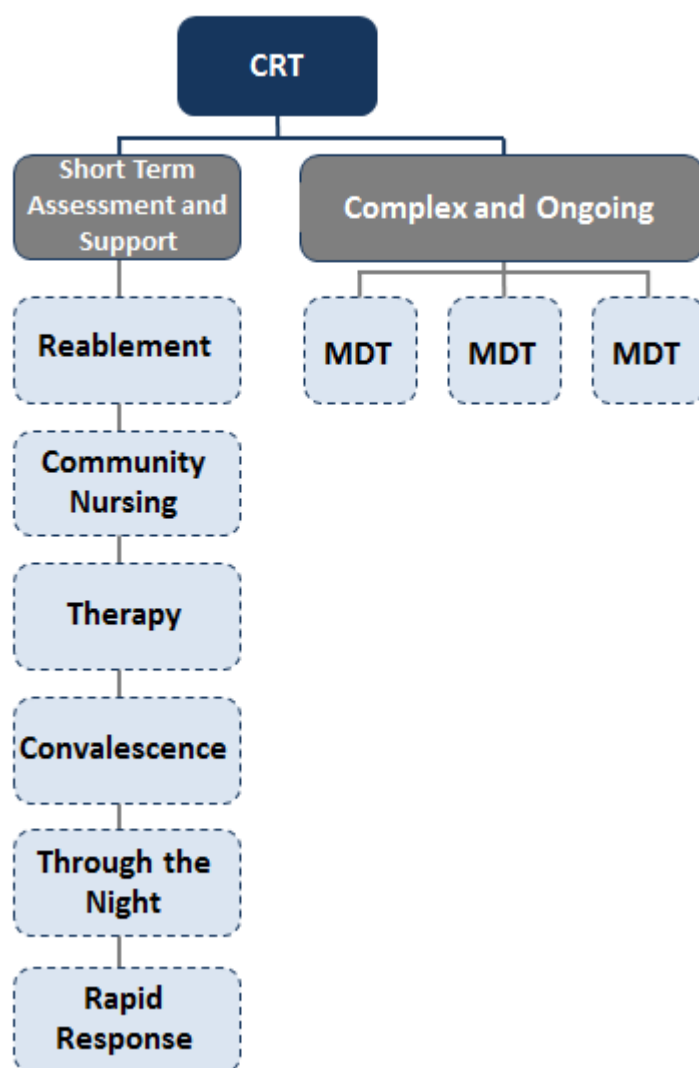 CRT
Short Term
Assessment and
Support
Complex and Ongoing
Reablement
MDT
MDT
MDT
Community
Nursing
Therapy
Convalescence
Through the
Night
Rapid
Response